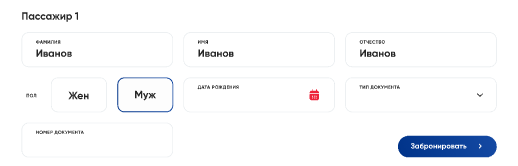 Пассажир 1
ФАМИЛИЯ
Иванов
ИМЯ
Иванов
ОТЧЕСТВО
Иванов
ПОЛ
Жен
Муж
ДАТА РОЖДЕНИЯ
ТИП ДОКУМЕНТА
НОМЕР ДОКУМЕНТА
Забронировать